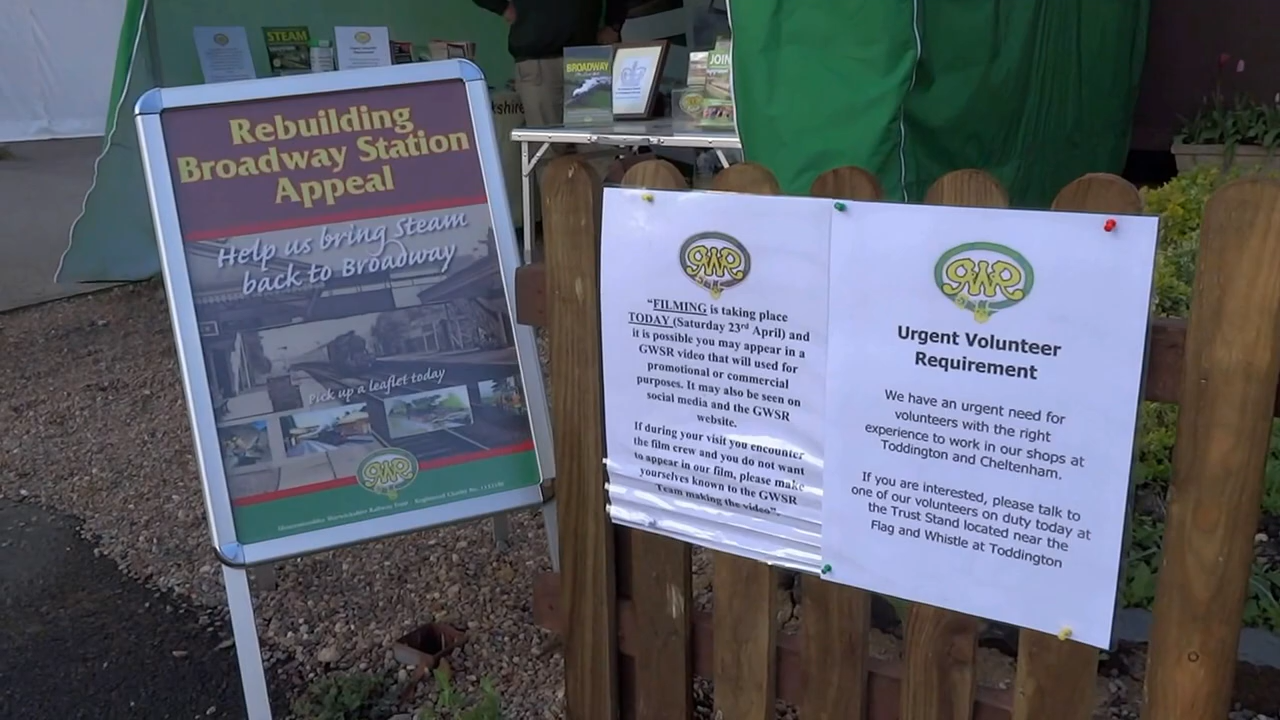 STEAM
BROADWAY
JOIN
kshire
Rebuilding
Broadway Station
Appeal
Help us bring Steam
back to Broadway
Pick up a leaflet today
GWR
Gloucestershire Warwickshire Railway Trust - Registered Charity No.
GWR
"FILMING is taking place
TODAY (Saturday 23rd April) and
it is possible you may appear in a
GWSR video that will used for
promotional or commercial
purposes. It may also be seen on
social media and the GWSR
website.
If during your visit you encounter
the film crew and you do not want
to appear in our film, please make
yourselves known to the GWSR
Team making the video".
GWR
Urgent Volunteer
Requirement
We have an urgent need for
volunteers with the right
experience to work in our shops at
Toddington and Cheltenham.
If you are interested, please talk to
one of our volunteers on duty today at
the Trust Stand located near the
Flag and Whistle at Toddington